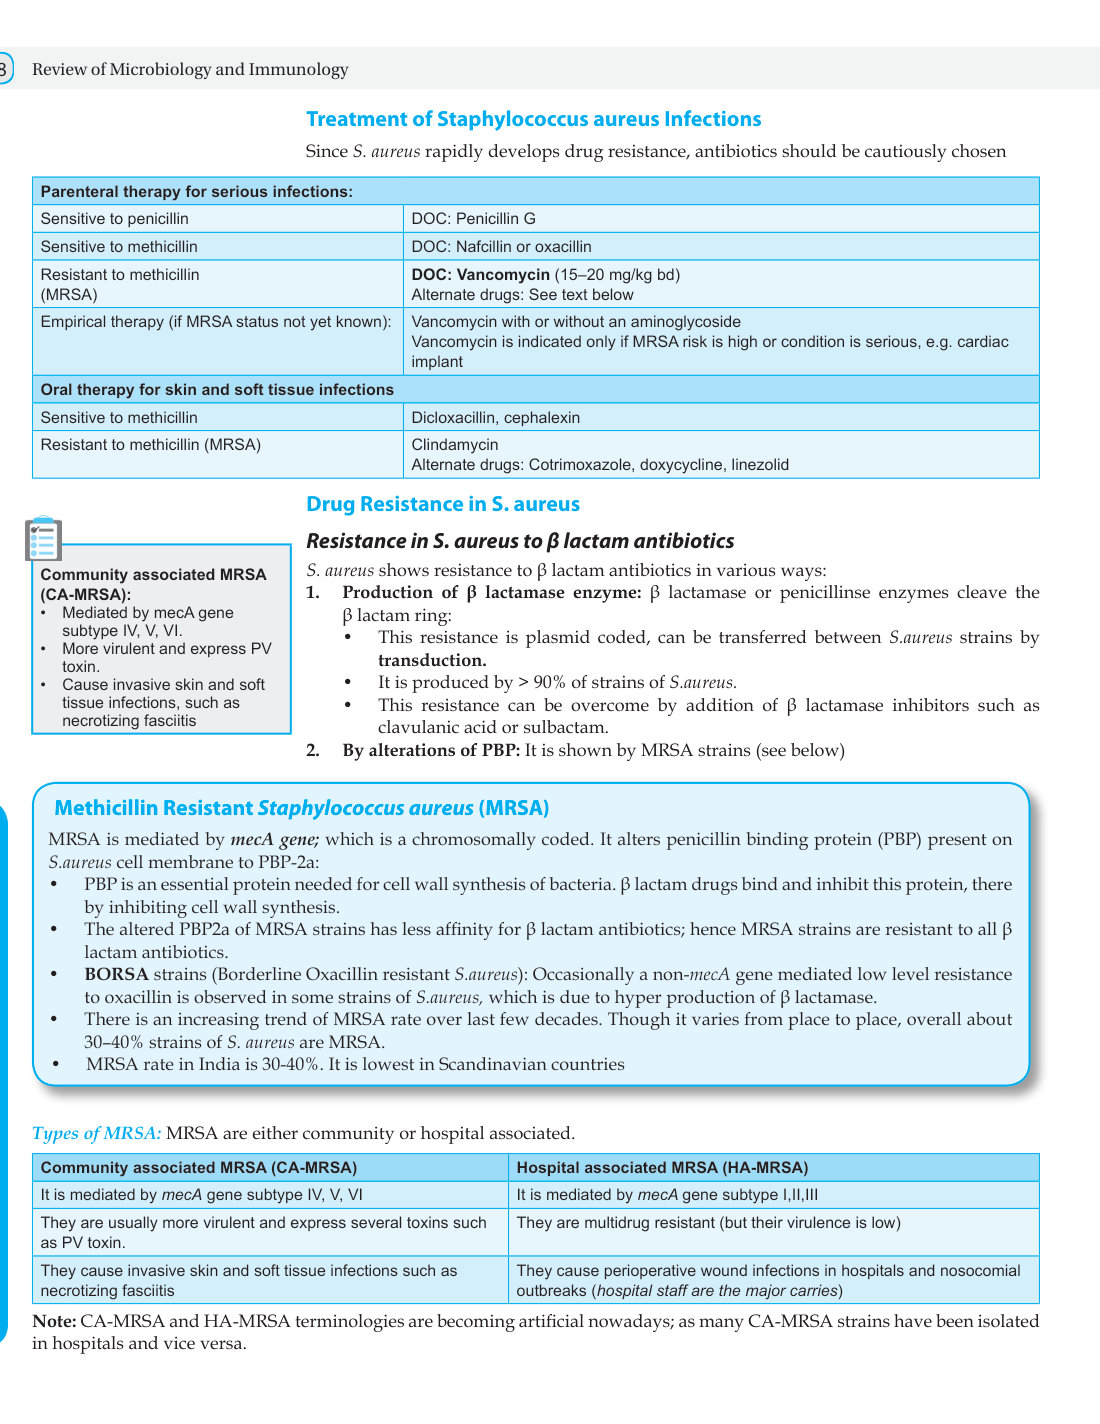 8
Review of Microbiology and Immunology
Treatment of Staphylococcus aureus Infections
Since S. aureus rapidly develops drug resistance, antibiotics should be cautiously chosen
Parenteral therapy for serious infections:
Sensitive to penicillin
DOC: Penicillin G
Sensitive to methicillin
DOC: Nafcillin or oxacillin
Resistant to methicillin
(MRSA)
DOC: Vancomycin (15–20 mg/kg bd)
Alternate drugs: See text below
Empirical therapy (if MRSA status not yet known):
Vancomycin with or without an aminoglycoside
Vancomycin is indicated only if MRSA risk is high or condition is serious, e.g. cardiac
implant
Oral therapy for skin and soft tissue infections
Sensitive to methicillin
Dicloxacillin, cephalexin
Resistant to methicillin (MRSA)
Clindamycin
Alternate drugs: Cotrimoxazole, doxycycline, linezolid
Drug Resistance in S. aureus
Resistance in S. aureus to β lactam antibiotics
S. aureus shows resistance to β lactam antibiotics in various ways:
1. Production of β lactamase enzyme: β lactamase or penicillinse enzymes cleave the
β lactam ring:
• This resistance is plasmid coded, can be transferred between S.aureus strains by
transduction.
• It is produced by > 90% of strains of S.aureus.
• This resistance can be overcome by addition of β lactamase inhibitors such as
clavulanic acid or sulbactam.
2. By alterations of PBP: It is shown by MRSA strains (see below)
Community associated MRSA
(CA-MRSA):
• Mediated by mecA gene
subtype IV, V, VI.
• More virulent and express PV
toxin.
• Cause invasive skin and soft
tissue infections, such as
necrotizing fasciitis
Methicillin Resistant Staphylococcus aureus (MRSA)
MRSA is mediated by mecA gene; which is a chromosomally coded. It alters penicillin binding protein (PBP) present on
S.aureus cell membrane to PBP-2a:
• PBP is an essential protein needed for cell wall synthesis of bacteria. β lactam drugs bind and inhibit this protein, there
by inhibiting cell wall synthesis.
• The altered PBP2a of MRSA strains has less affinity for β lactam antibiotics; hence MRSA strains are resistant to all β
lactam antibiotics.
• BORSA strains (Borderline Oxacillin resistant S.aureus): Occasionally a non-mecA gene mediated low level resistance
to oxacillin is observed in some strains of S.aureus, which is due to hyper production of β lactamase.
• There is an increasing trend of MRSA rate over last few decades. Though it varies from place to place, overall about
30–40% strains of S. aureus are MRSA.
• MRSA rate in India is 30-40%. It is lowest in Scandinavian countries
Types of MRSA: MRSA are either community or hospital associated.
Community associated MRSA (CA-MRSA)
Hospital associated MRSA (HA-MRSA)
It is mediated by mecA gene subtype IV, V, VI
It is mediated by mecA gene subtype I,II,III
They are usually more virulent and express several toxins such
as PV toxin.
They are multidrug resistant (but their virulence is low)
They cause invasive skin and soft tissue infections such as
necrotizing fasciitis
They cause perioperative wound infections in hospitals and nosocomial
outbreaks (hospital staff are the major carries)
Note: CA-MRSA and HA-MRSA terminologies are becoming artificial nowadays; as many CA-MRSA strains have been isolated
in hospitals and vice versa.